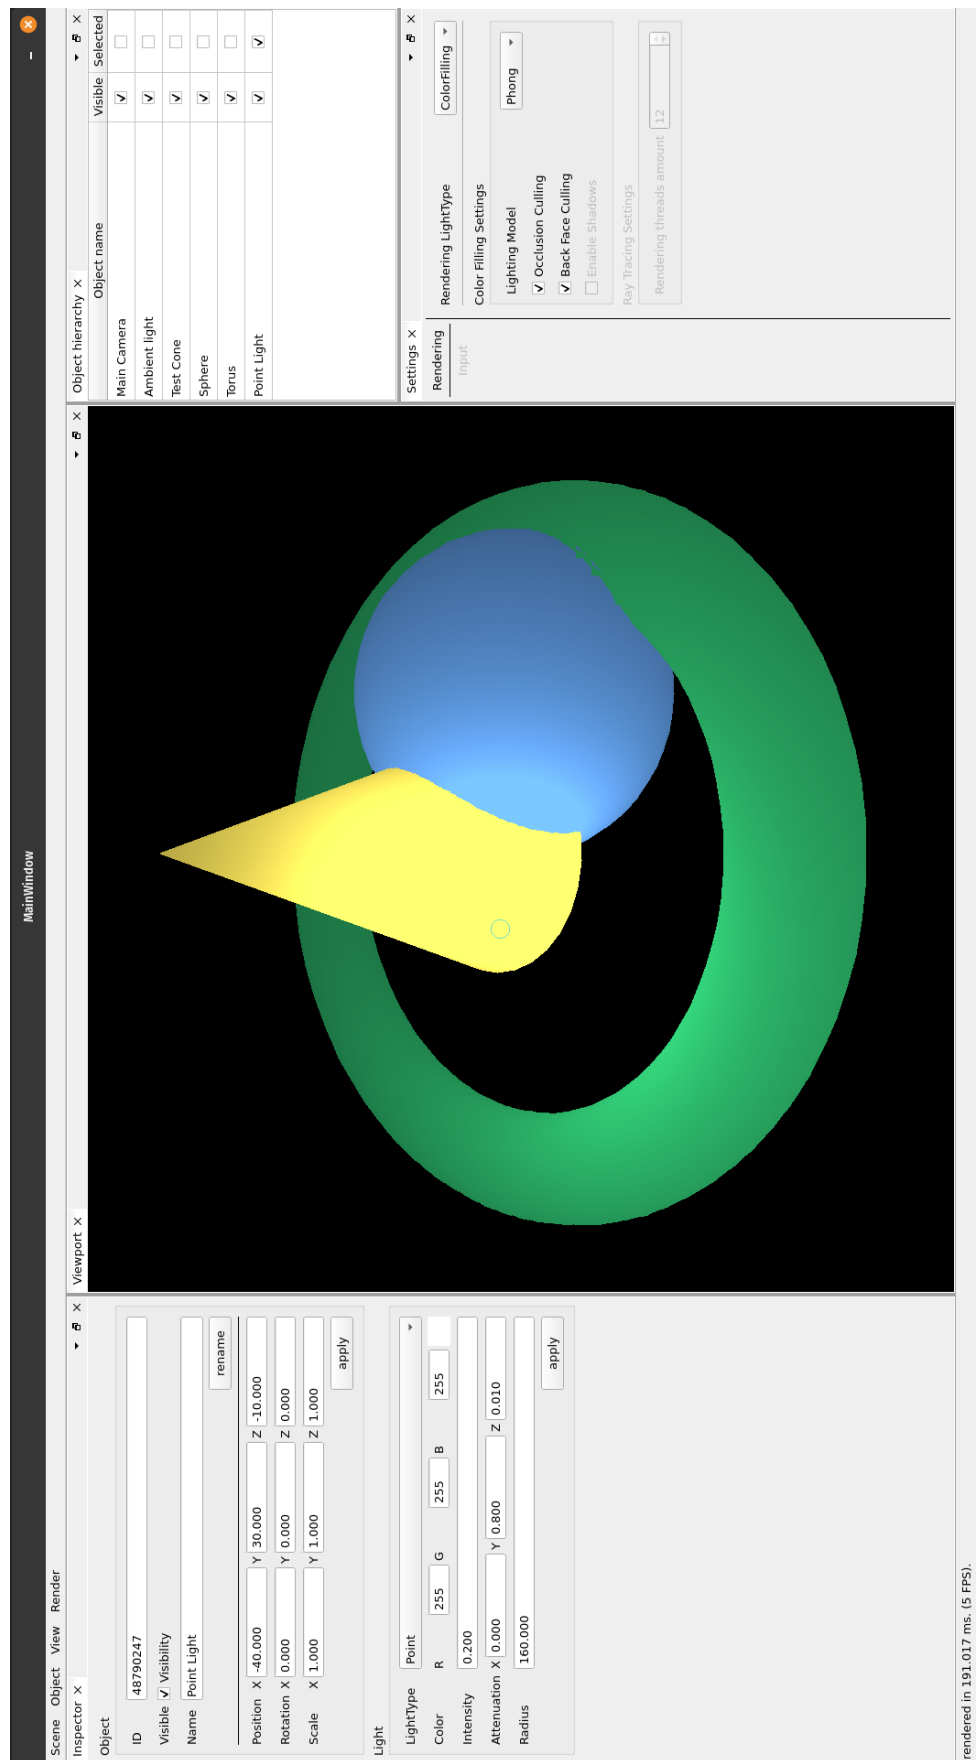 MainWindow
Scene Object View Render
Inspector
Object
ID 48790247
Visible Visibility
Name Point Light
rename
Position X -40.000 Y 30.000 Z -10.000
Rotation X 0.000 Y 0.000 Z 0.000
Scale X 1.000 Y 1.000 Z 1.000
apply
Light
LightType Point
Color R 255 G 255 B 255
Intensity 0.200
Attenuation X 0.000 Y 0.800 Z 0.010
Radius 160.000
apply
Viewport
Object hierarchy
Object name Visible Selected
Main Camera
Ambient light
Test Cone
Sphere
Torus
Point Light
Settings
Rendering
Input
Rendering LightType ColorFilling
Color Filling Settings
Lighting Model Phong
Occlusion Culling
Back Face Culling
Enable Shadows
Ray Tracing Settings
Rendering threads amount 12
rendered in 191.017 ms. (5 FPS).